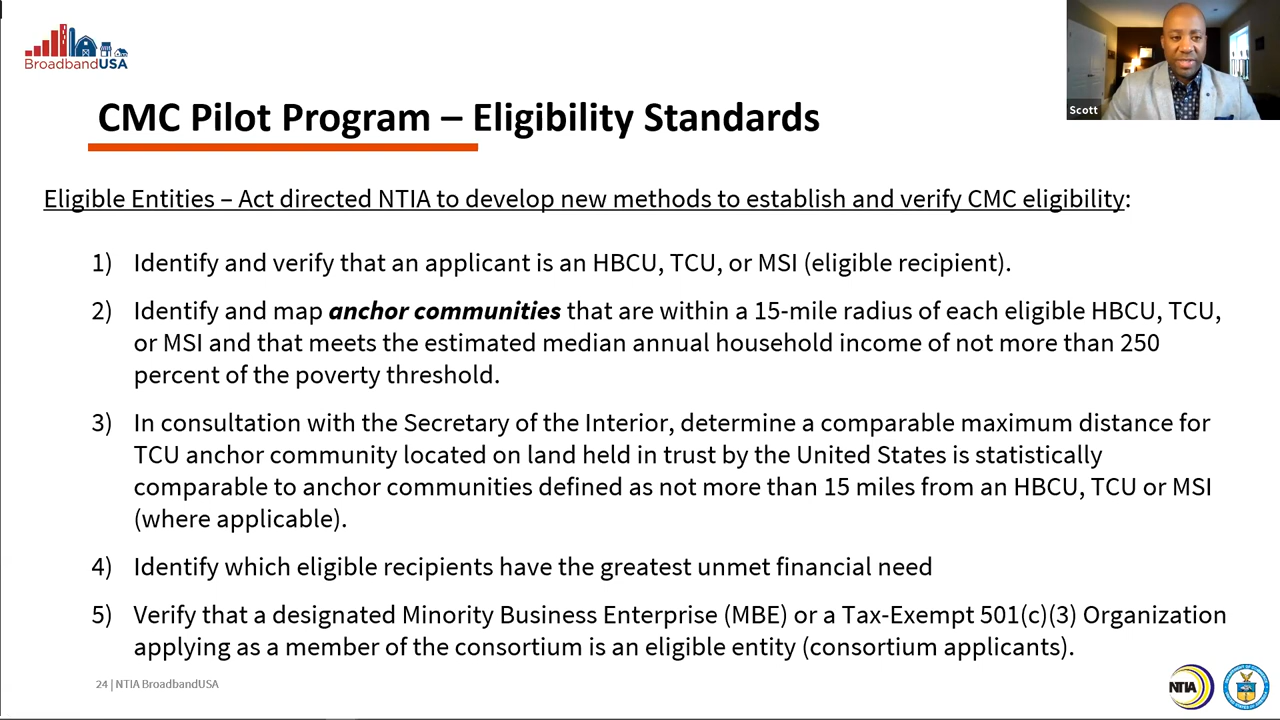 BroadbandUSA
Scott
CMC Pilot Program – Eligibility Standards
Eligible Entities – Act directed NTIA to develop new methods to establish and verify CMC eligibility:
1) Identify and verify that an applicant is an HBCU, TCU, or MSI (eligible recipient).
2) Identify and map anchor communities that are within a 15-mile radius of each eligible HBCU, TCU,
or MSI and that meets the estimated median annual household income of not more than 250
percent of the poverty threshold.
3) In consultation with the Secretary of the Interior, determine a comparable maximum distance for
TCU anchor community located on land held in trust by the United States is statistically
comparable to anchor communities defined as not more than 15 miles from an HBCU, TCU or MSI
(where applicable).
4) Identify which eligible recipients have the greatest unmet financial need
5) Verify that a designated Minority Business Enterprise (MBE) or a Tax-Exempt 501(c)(3) Organization
applying as a member of the consortium is an eligible entity (consortium applicants).
24 | NTIA BroadbandUSA
NTIA